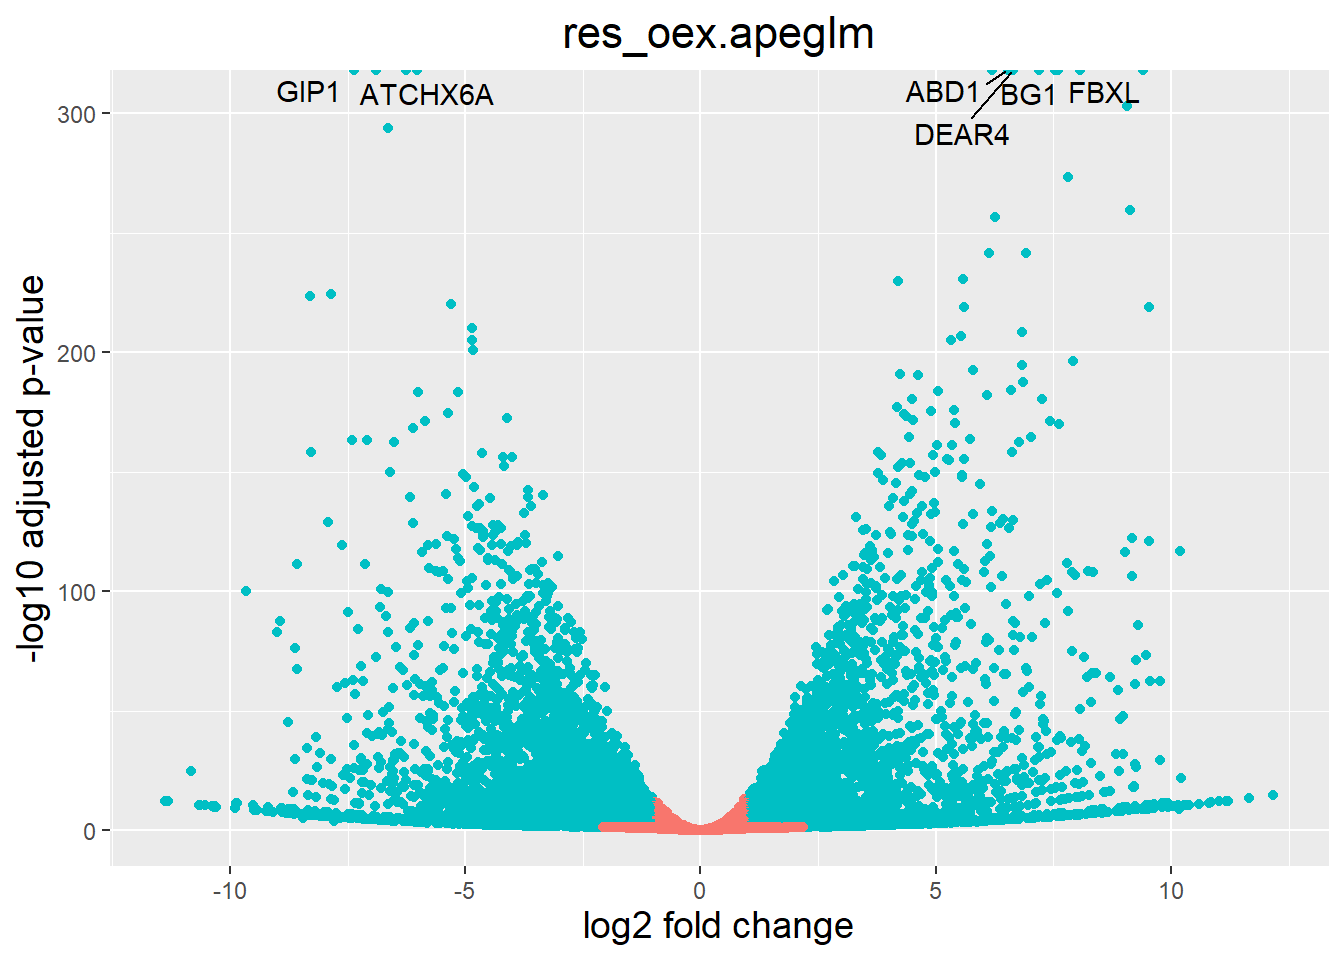 res_oex.apeglm
GIP1
ATCHX6A
ABD1
BG1
FBXL
DEAR4
300
200
100
0
-log10 adjusted p-value
-10
-5
0
5
10
log2 fold change